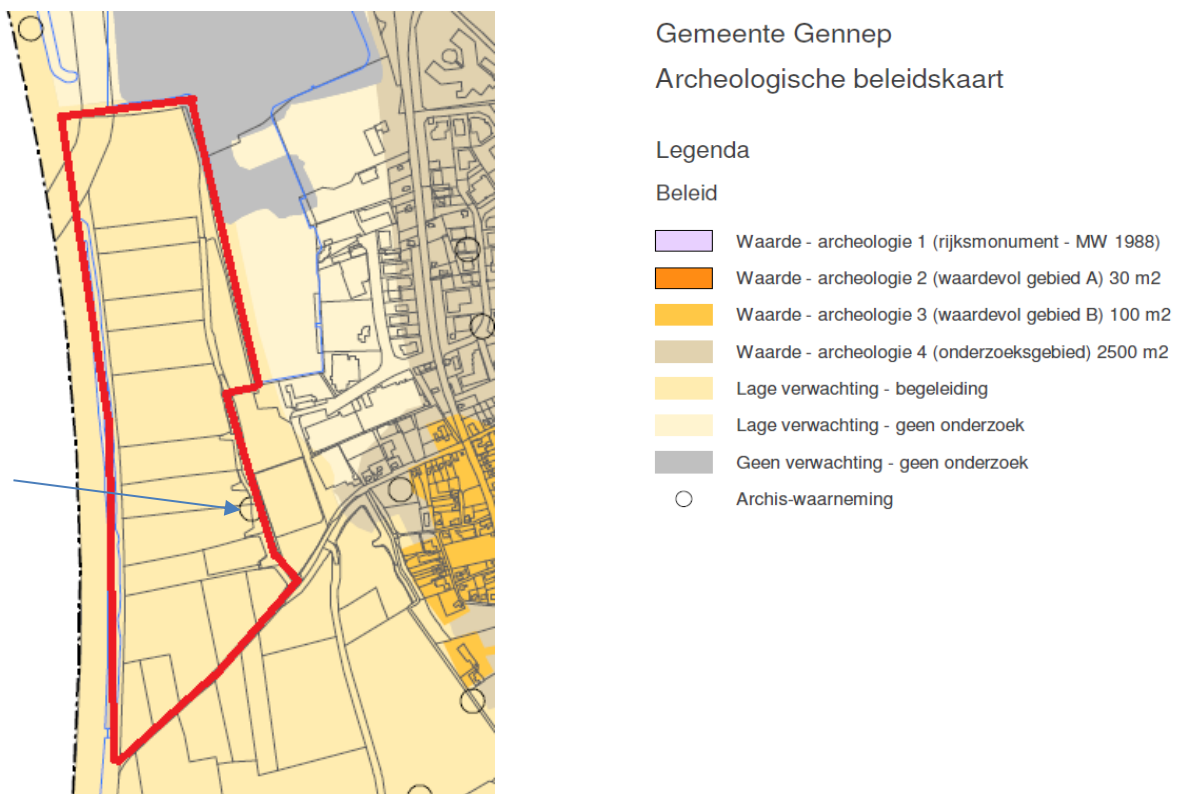 Gemeente Gennep
Archeologische beleidskaart
Legenda
Beleid
Waarde - archeologie 1 (rijksmonument - MW 1988)
Waarde - archeologie 2 (waardevol gebied A) 30 m2
Waarde - archeologie 3 (waardevol gebied B) 100 m2
Waarde - archeologie 4 (onderzoeksgebied) 2500 m2
Lage verwachting - begeleiding
Lage verwachting - geen onderzoek
Geen verwachting - geen onderzoek
Archis-waarneming